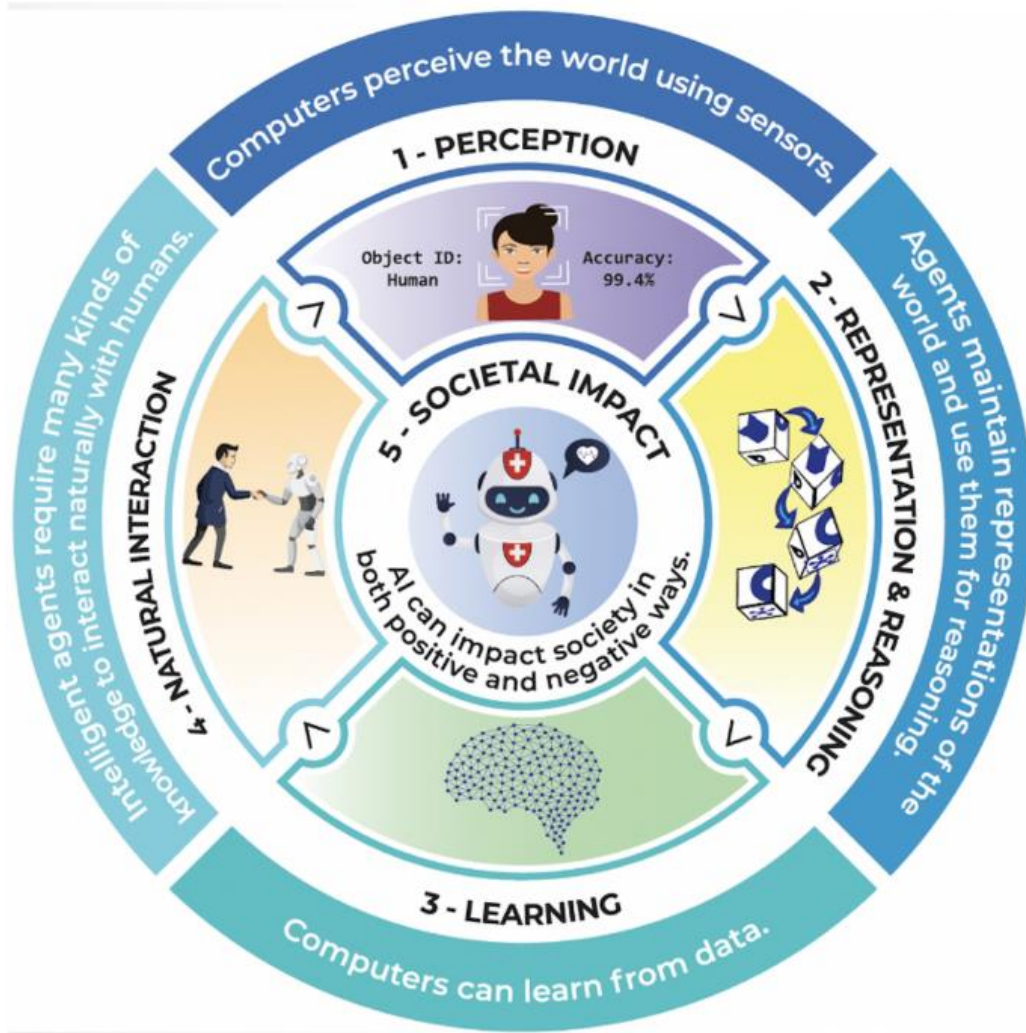 Computers perceive the world using sensors.
1 - PERCEPTION
Object ID:
Human
Accuracy:
99.4%
Agents maintain representations of the
world and use them for reasoning.
2 - REPRESENTATION & REASONING
3 - LEARNING
Computers can learn from data.
Intelligent agents require many kinds of
knowledge to interact naturally with humans.
4 - NATURAL INTERACTION
5 - SOCIETAL IMPACT
AI can impact society in
both positive and negative ways.